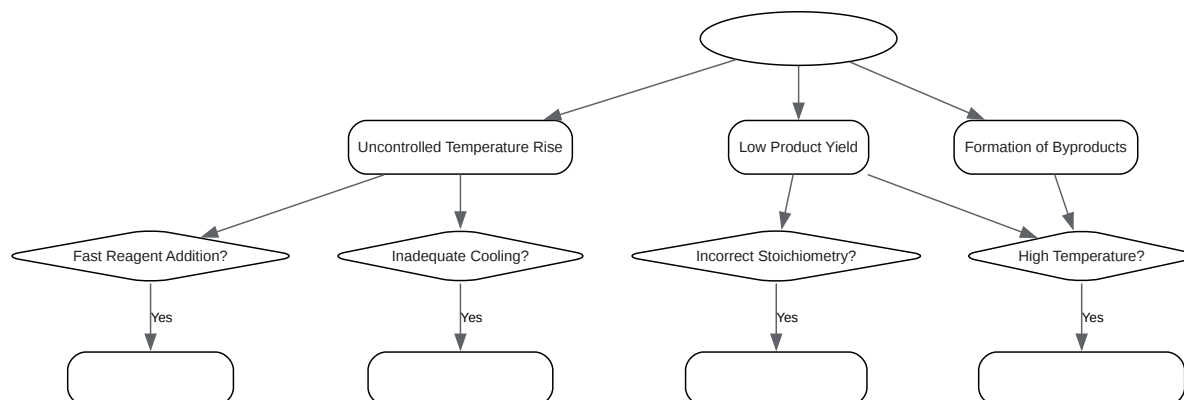 Uncontrolled Temperature Rise
Low Product Yield
Formation of Byproducts
Fast Reagent Addition?
Inadequate Cooling?
Incorrect Stoichiometry?
High Temperature?
Yes
Yes
Yes
Yes